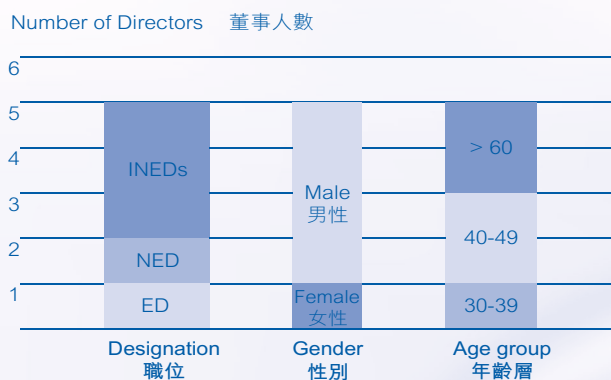 Number of Directors 董事人數
6
5
4
3
2
1
INEDs
NED
ED
Male
男性
Female
女性
> 60
40-49
30-39
Designation
職位
Gender
性別
Age group
年齡層